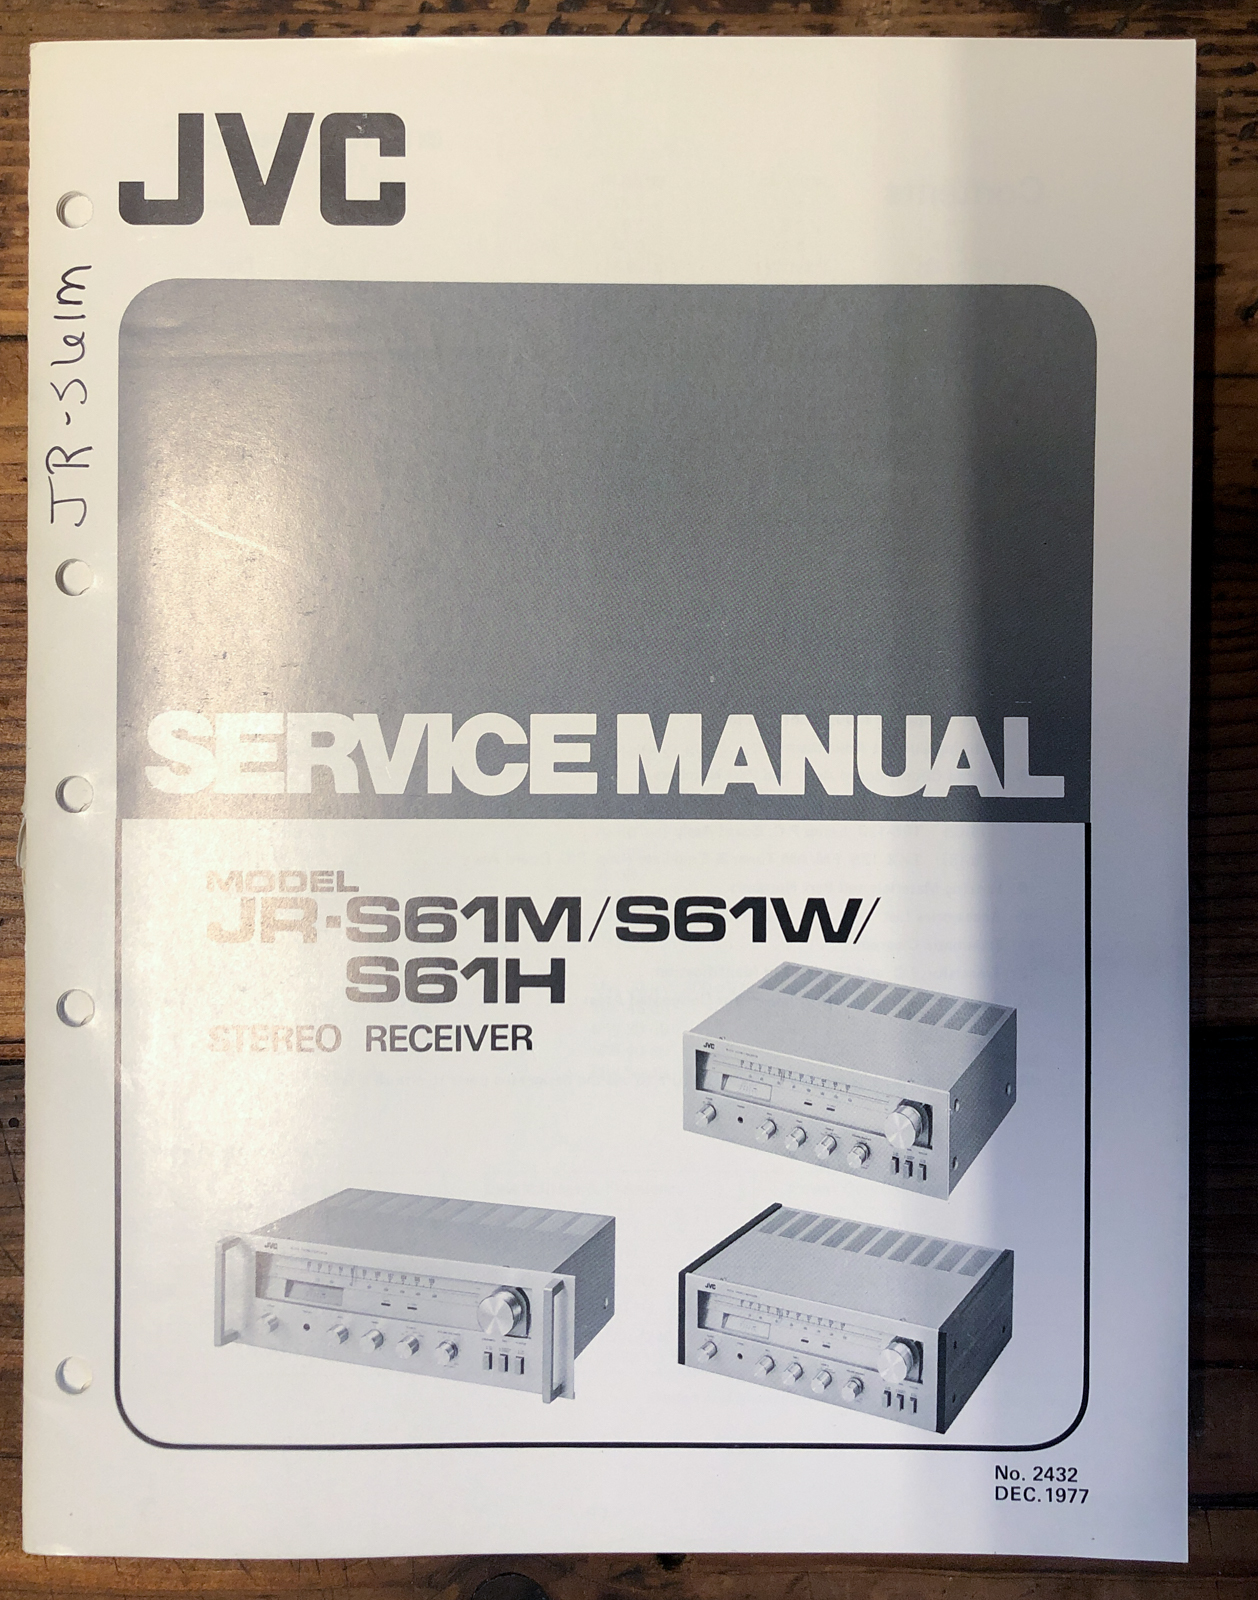 JVC
JR-S61M
SERVICE MANUAL
MODEL
JR-S61M/S61W/
S61H
STEREO RECEIVER
JVC
JVC
JVC
No. 2432
DEC. 1977